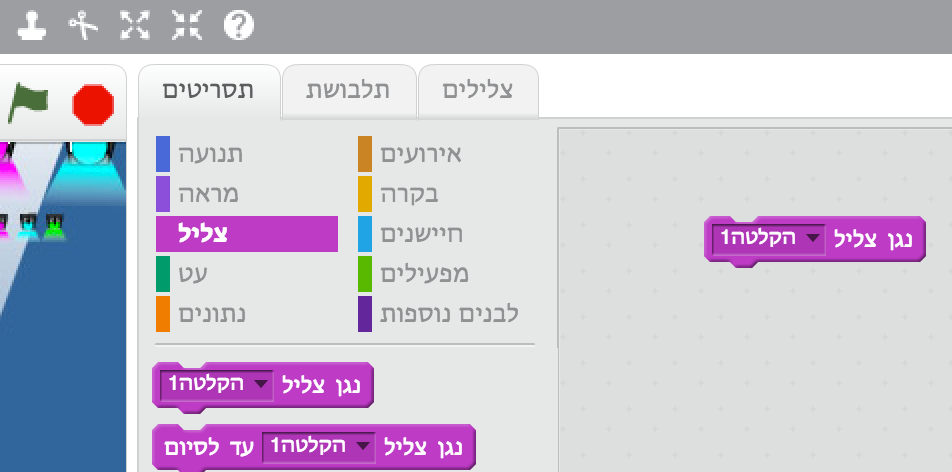 ?
תסריטים
תלבושת
צלילים
תנועה
אירועים
מראה
בקרה
צליל
חיישנים
עט
מפעילים
נתונים
לבנים נוספות
נגן צליל הקלטה1
נגן צליל הקלטה1
נגן צליל הקלטה1 עד לסיום